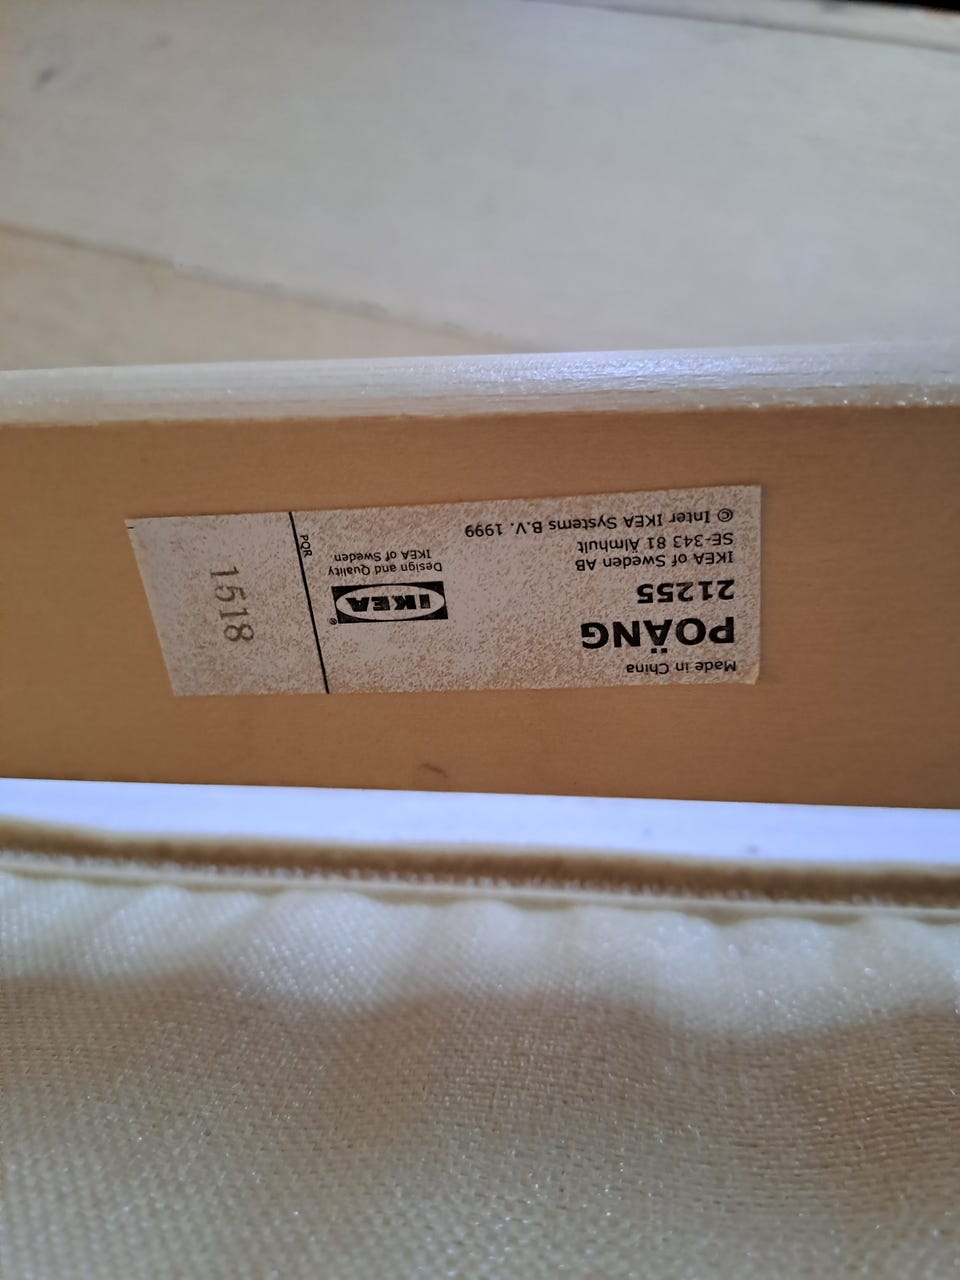 Made in China
POÄNG
21255
IKEA of Sweden AB
SE-343 81 Älmhult
© Inter IKEA Systems B.V. 1999
IKEA®
Design and Quality
IKEA of Sweden
PQR
1518